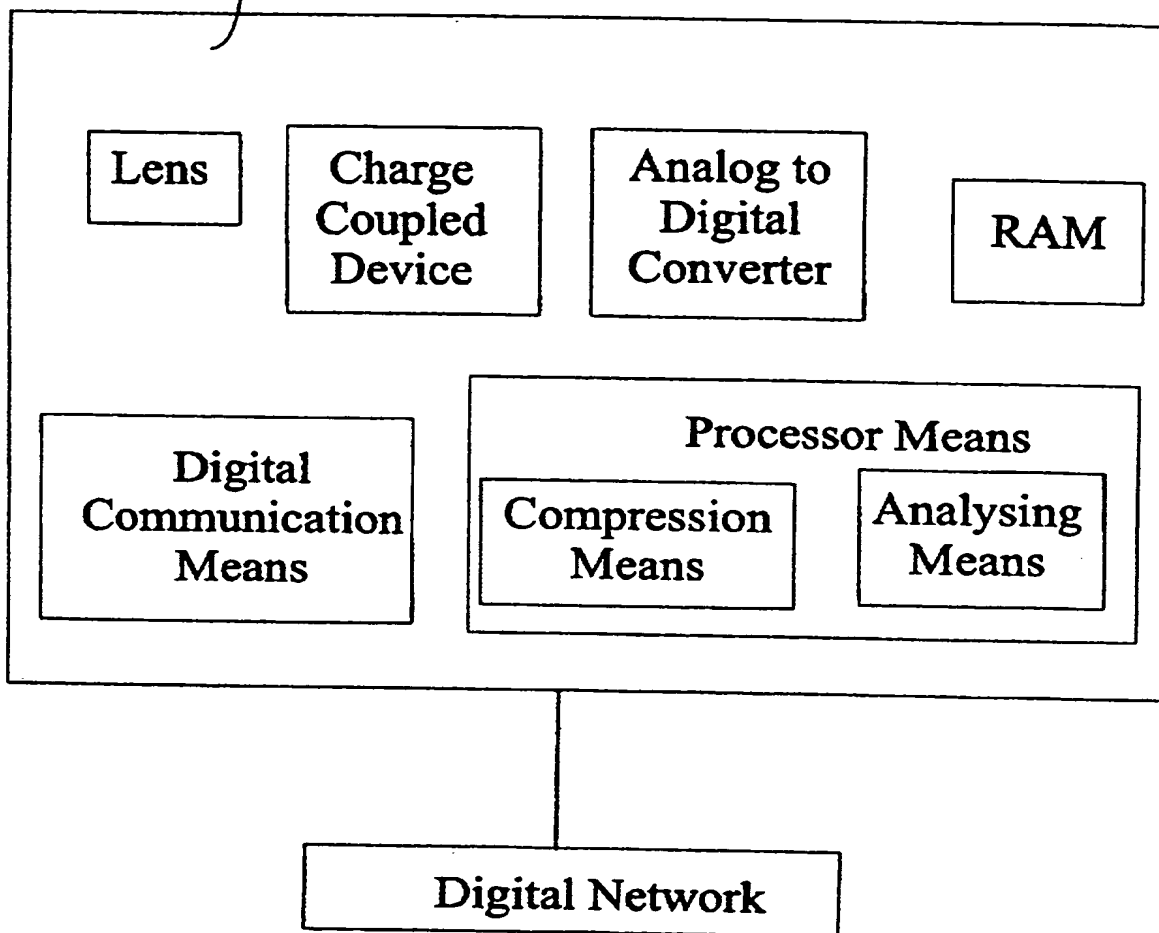 Lens
Charge
Coupled
Device
Analog to
Digital
Converter
RAM
Digital
Communication
Means
Processor Means
Compression
Means
Analysing
Means
Digital Network